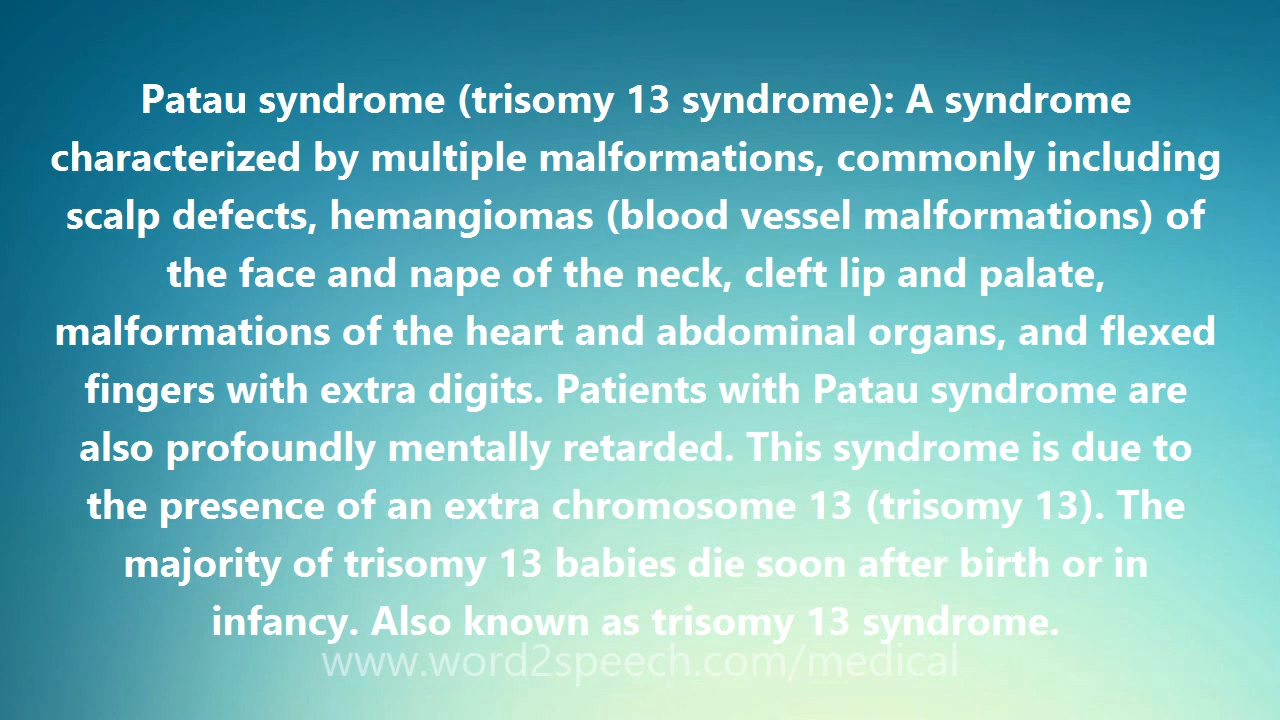 Patau syndrome (trisomy 13 syndrome): A syndrome
characterized by multiple malformations, commonly including
scalp defects, hemangiomas (blood vessel malformations) of
the face and nape of the neck, cleft lip and palate,
malformations of the heart and abdominal organs, and flexed
fingers with extra digits. Patients with Patau syndrome are
also profoundly mentally retarded. This syndrome is due to
the presence of an extra chromosome 13 (trisomy 13). The
majority of trisomy 13 babies die soon after birth or in
infancy. Also known as trisomy 13 syndrome.
www.word2speech.com/medical